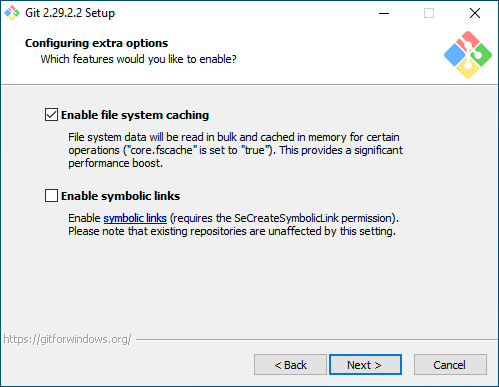 Git 2.29.2.2 Setup
Configuring extra options
Which features would you like to enable?
Enable file system caching
File system data will be read in bulk and cached in memory for certain
operations ("core.fscache" is set to "true"). This provides a significant
performance boost.
Enable symbolic links
Enable symbolic links (requires the SeCreateSymbolicLink permission).
Please note that existing repositories are unaffected by this setting.
https://gitforwindows.org/
< Back
Next >
Cancel